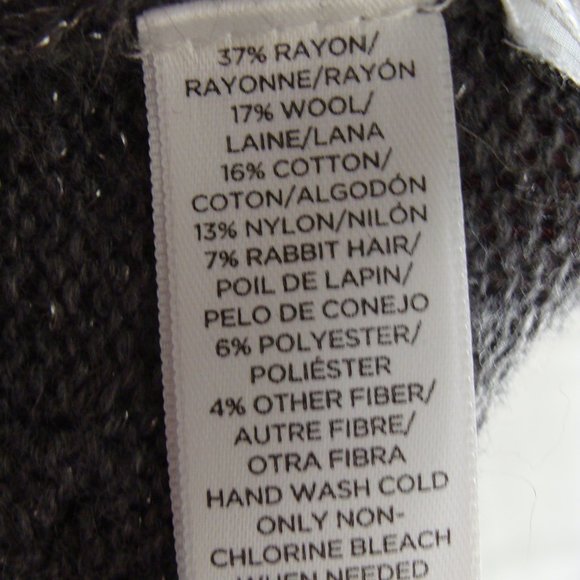 37% RAYON/
RAYONNE/RAYÓN
17% WOOL/
LAINE/LANA
16% COTTON/
COTON/ALGODÓN
13% NYLON/NILÓN
7% RABBIT HAIR/
POIL DE LAPIN/
PELO DE CONEJO
6% POLYESTER/
POLIÉSTER
4% OTHER FIBER/
AUTRE FIBRE/
OTRA FIBRA
HAND WASH COLD
ONLY NON-
CHLORINE BLEACH
WHEN NEEDED